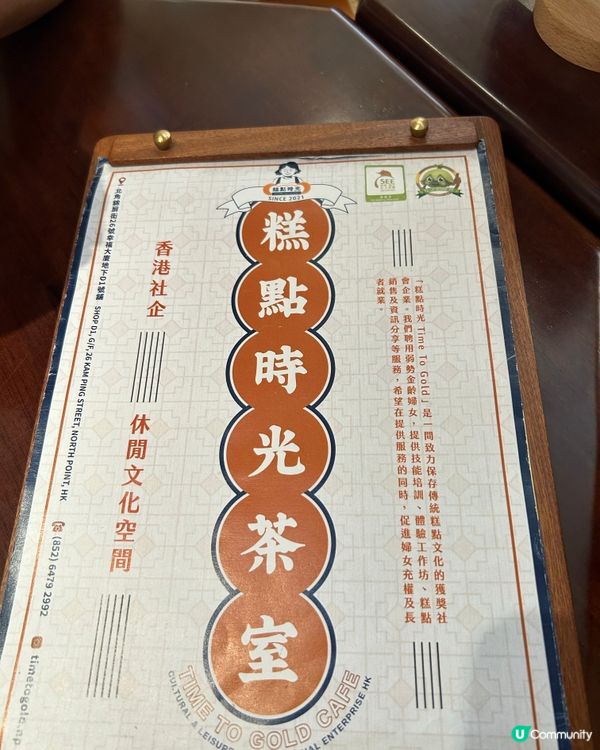 糕點時光
SINCE 2021
SEE
糕點時光茶室
TIME TO GOLD CAFE
香港社企
休閒文化空間
「糕點時光 Time To Gold」是一間致力保存傳統糕點文化的獲獎社
會企業。我們聘用弱勢金齡婦女，提供技能培訓、體驗工作坊、糕點
銷售及資訊分享等服務，希望在提供服務的同時，促進婦女充權及長
者就業。
北角錦屏街26號幸福大廈地下D1號舖
SHOP D1, G/F, 26 KAM PING STREET, NORTH POINT, HK
(852) 6479 2992
U Community